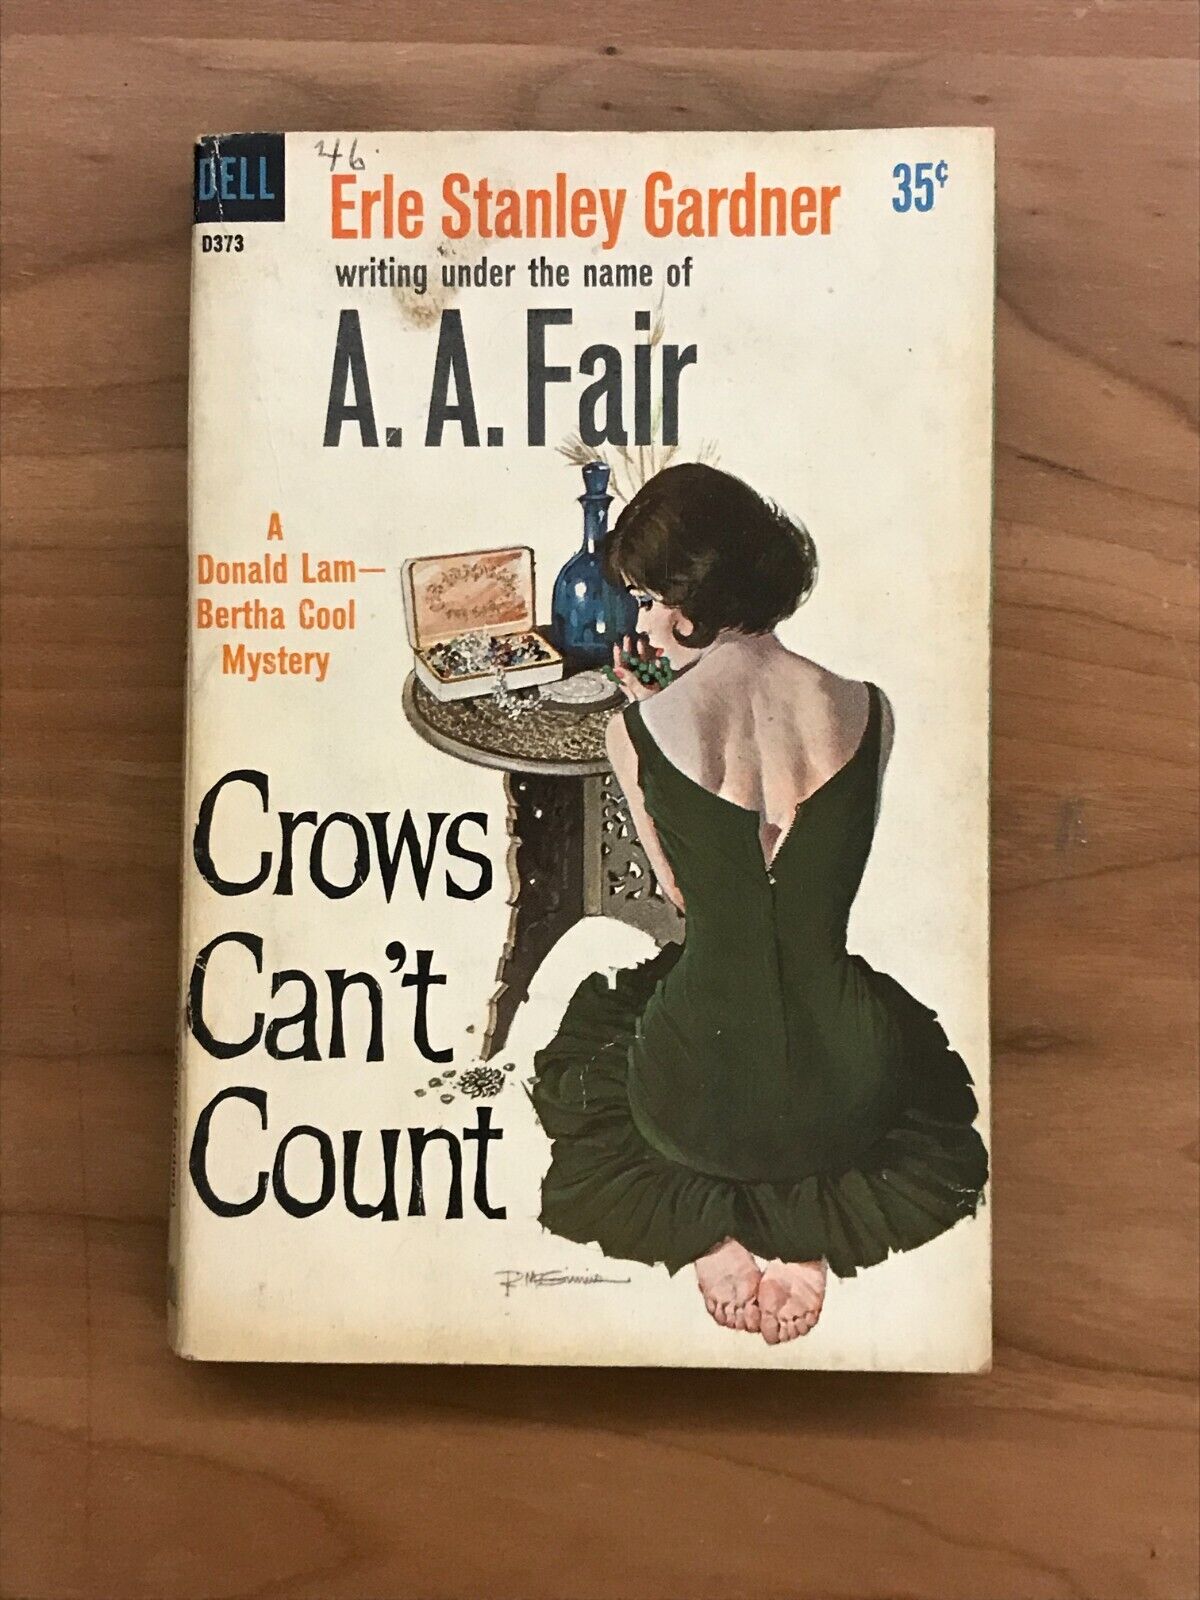 DELL
D373
46.
Erle Stanley Gardner
35¢
writing under the name of
A. A. Fair
A
Donald Lam—
Bertha Cool
Mystery
Crows
Can't
Count
R McGinnis